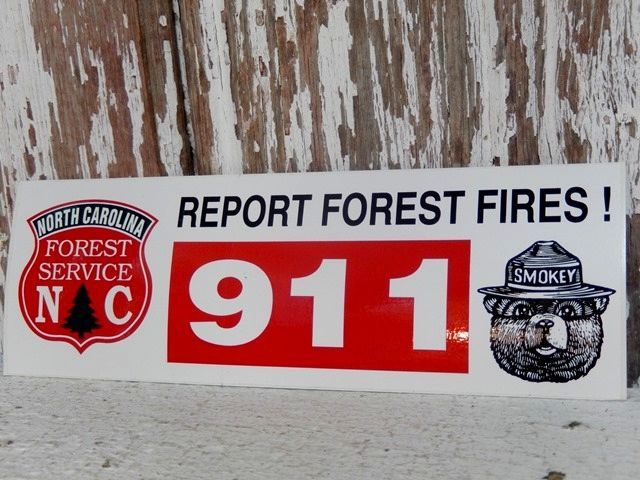 NORTH CAROLINA
FOREST
SERVICE
N C
REPORT FOREST FIRES !
911
SMOKEY